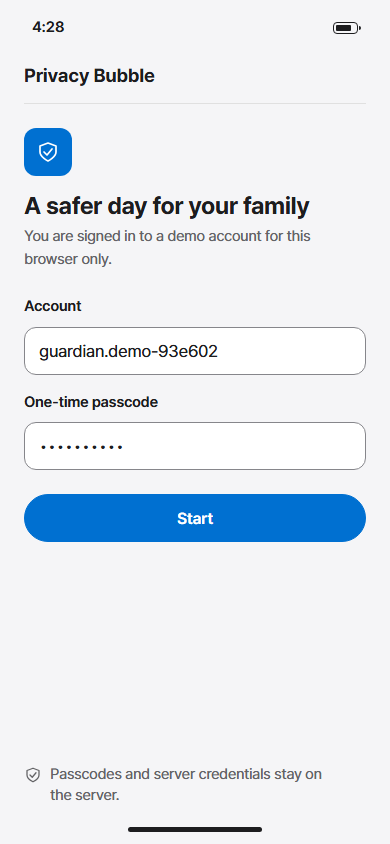 4:28
Privacy Bubble
A safer day for your family
You are signed in to a demo account for this
browser only.
Account
guardian.demo-93e602
One-time passcode
••••••••••
Start
Passcodes and server credentials stay on
the server.